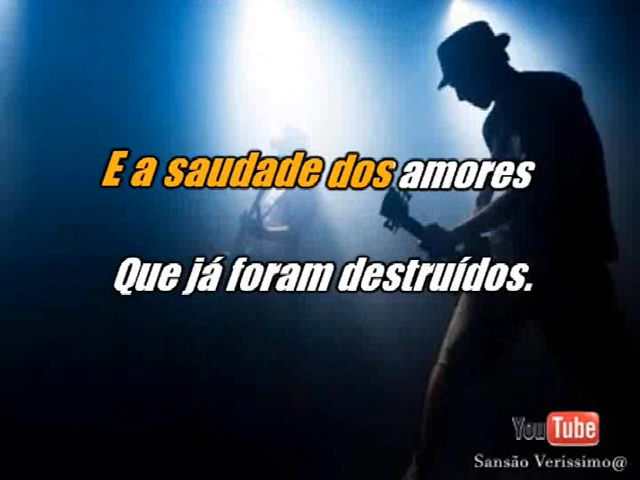 E a saudade dos amores
Que já foram destruídos.
YouTube
Sansão Verissimo@